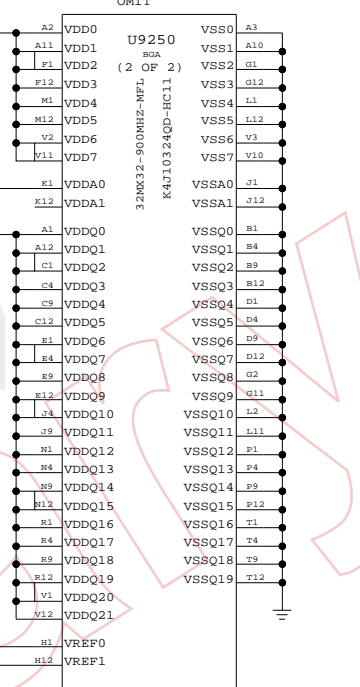 OMIT
U9250
BGA
(2 OF 2)
32MX32-900MHZ-MFL
K4J10324QD-HC11
A2 VDD0 VSS0 A3
A11 VDD1 VSS1 A10
F1 VDD2 VSS2 G1
F12 VDD3 VSS3 G12
M1 VDD4 VSS4 L1
M12 VDD5 VSS5 L12
V2 VDD6 VSS6 V3
V11 VDD7 VSS7 V10
K1 VDDA0 VSSA0 J1
K12 VDDA1 VSSA1 J12
A1 VDDQ0 VSSQ0 B1
A12 VDDQ1 VSSQ1 B4
C1 VDDQ2 VSSQ2 B9
C4 VDDQ3 VSSQ3 B12
C9 VDDQ4 VSSQ4 D1
C12 VDDQ5 VSSQ5 D4
E1 VDDQ6 VSSQ6 D9
E4 VDDQ7 VSSQ7 D12
E9 VDDQ8 VSSQ8 G2
E12 VDDQ9 VSSQ9 G11
J4 VDDQ10 VSSQ10 L2
J9 VDDQ11 VSSQ11 L11
N1 VDDQ12 VSSQ12 P1
N4 VDDQ13 VSSQ13 P4
N9 VDDQ14 VSSQ14 P9
N12 VDDQ15 VSSQ15 P12
R1 VDDQ16 VSSQ16 T1
R4 VDDQ17 VSSQ17 T4
R9 VDDQ18 VSSQ18 T9
R12 VDDQ19 VSSQ19 T12
V1 VDDQ20
V12 VDDQ21
H1 VREF0
H12 VREF1